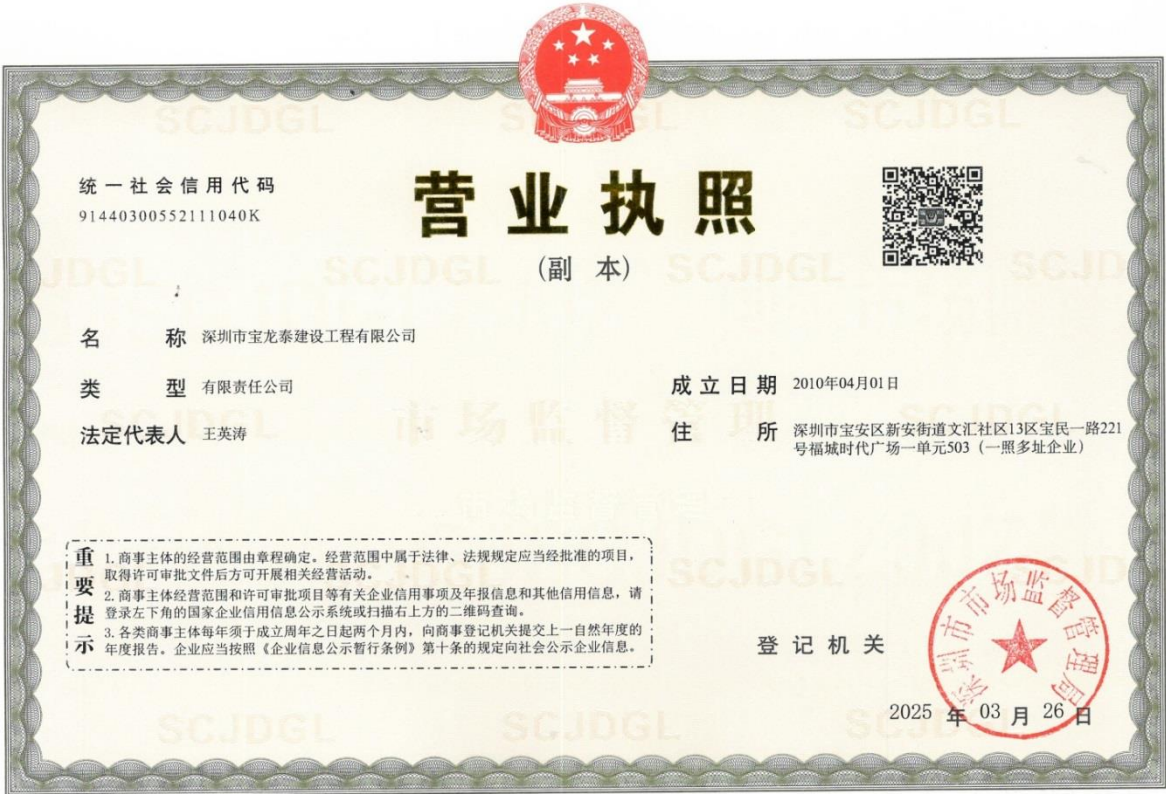 统一社会信用代码
91440300552111040K
营业执照
(副 本)
名 称 深圳市宝龙泰建设工程有限公司
类 型 有限责任公司
法定代表人 王英涛
成立日期 2010年04月01日
住 所 深圳市宝安区新安街道文汇社区13区宝民一路221
号福城时代广场一单元503（一照多址企业）
重要提示
1. 商事主体的经营范围由章程确定。经营范围中属于法律、法规规定应当经批准的项目，
取得许可审批文件后方可开展相关经营活动。
2. 商事主体经营范围和许可审批项目等有关企业信用事项及年报信息和其他信用信息，请
登录左下角的国家企业信用信息公示系统或扫描右上方的二维码查询。
3. 各类商事主体每年须于成立周年之日起两个月内，向商事登记机关提交上一自然年度的
年度报告。企业应当按照《企业信息公示暂行条例》第十条的规定向社会公示企业信息。
登记机关
深圳市市场监督管理局
2025 年 03 月 26 日
SCJDGL
SCJDGL
SCJDGL
SCJDGL
SCJDGL
市场监督管理
SCJDGL
SCJDGL
SCJDGL
SCJDGL